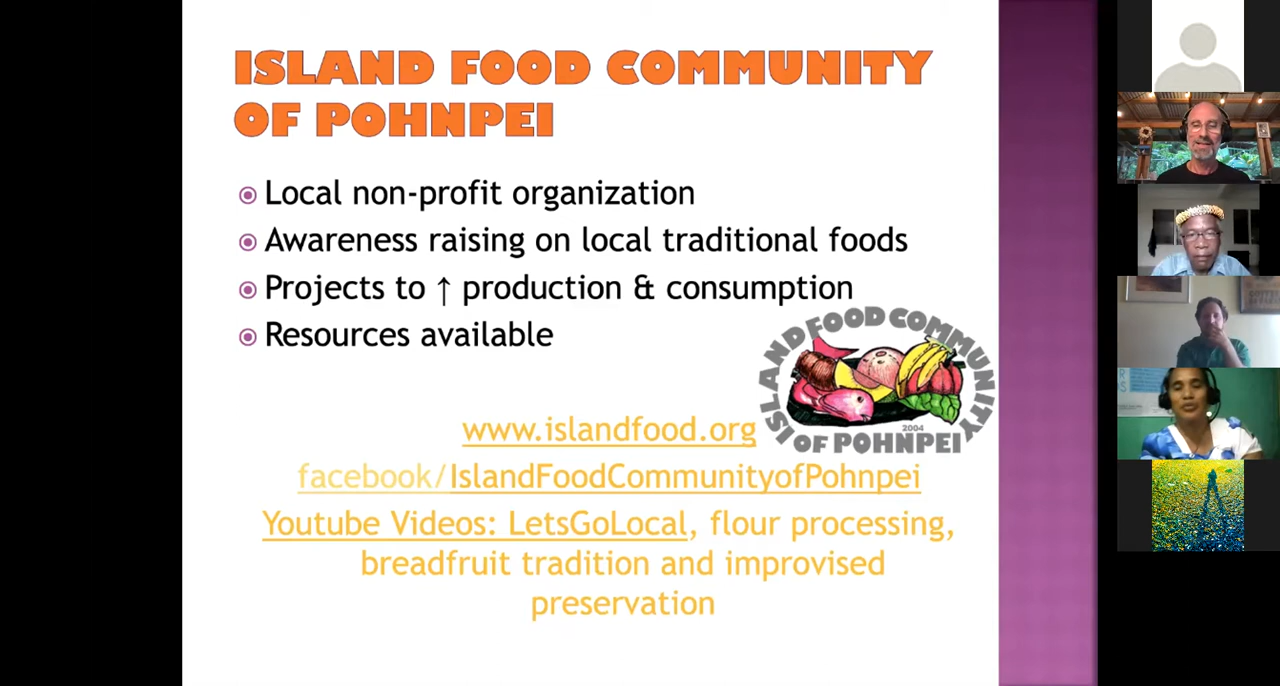 ISLAND FOOD COMMUNITY
OF POHNPEI
Local non-profit organization
Awareness raising on local traditional foods
Projects to ↑ production & consumption
Resources available
ISLAND FOOD COMMUNITY
2004
OF POHNPEI
www.islandfood.org
facebook/IslandFoodCommunityofPohnpei
Youtube Videos: LetsGoLocal, flour processing,
breadfruit tradition and improvised
preservation